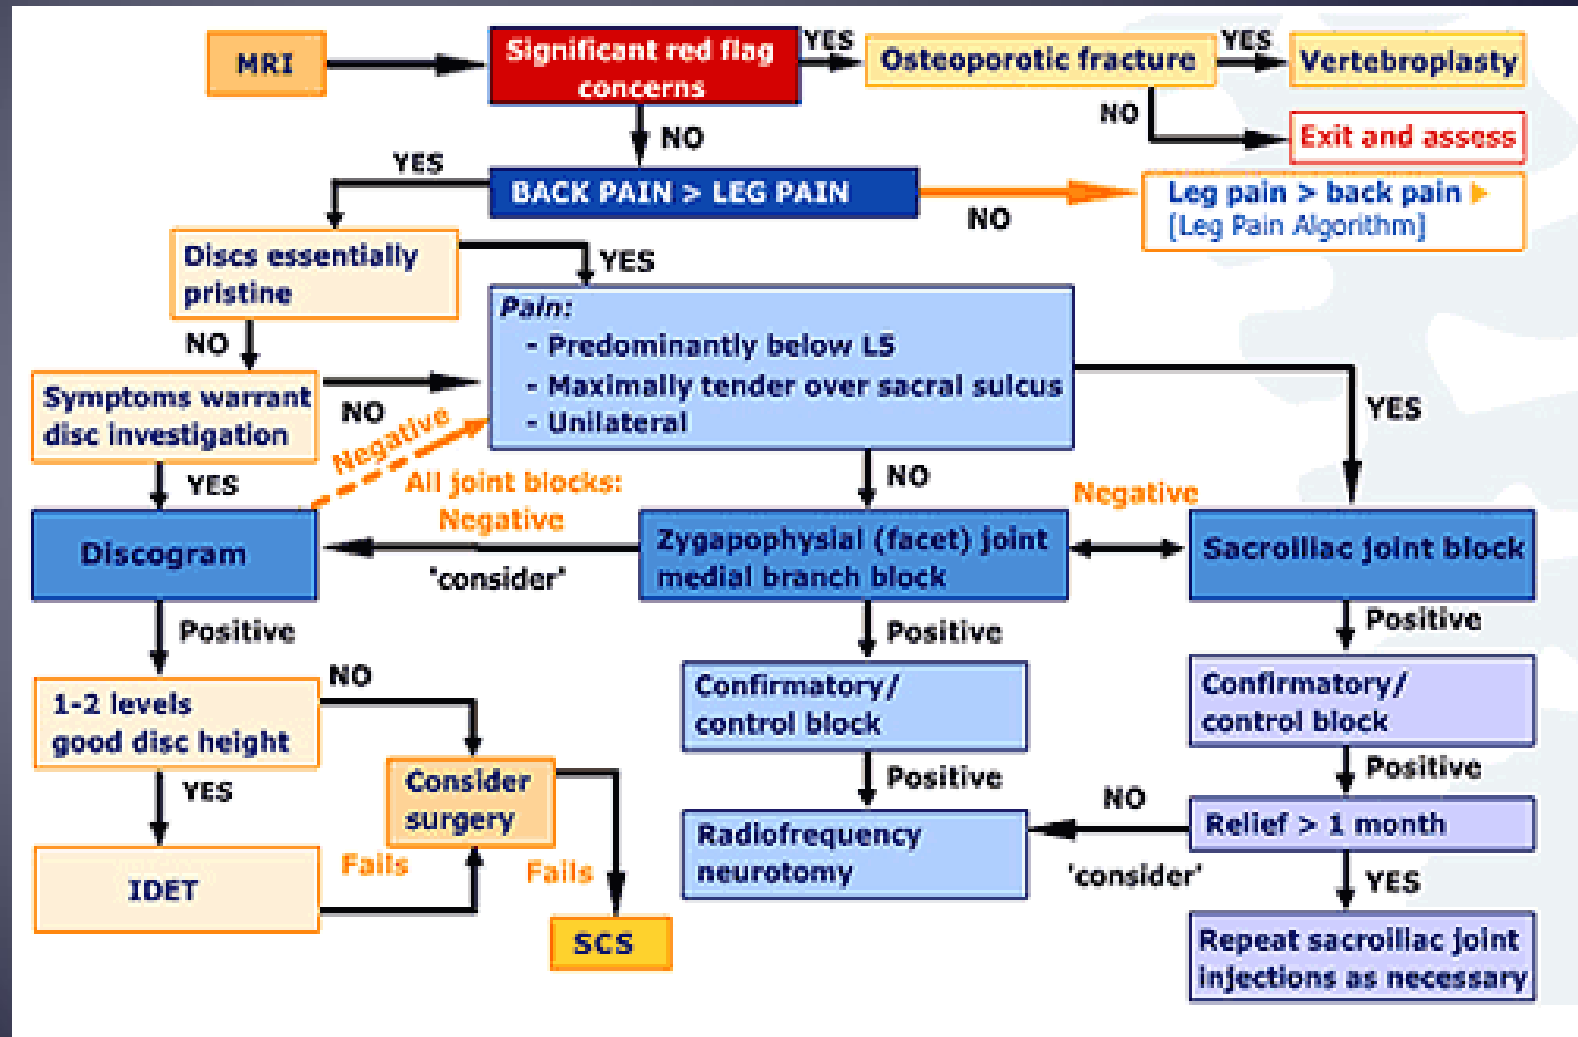 MRI
Significant red flag
concerns
YES
Osteoporotic fracture
YES
Vertebroplasty
NO
Exit and assess
NO
YES
BACK PAIN > LEG PAIN
NO
Leg pain > back pain
[Leg Pain Algorithm]
Discs essentially
pristine
YES
NO
Pain:
- Predominantly below L5
- Maximally tender over sacral sulcus
- Unilateral
YES
Symptoms warrant
disc investigation
NO
Negative
YES
All joint blocks:
Negative
NO
Negative
Discogram
'consider'
Zygapophysial (facet) joint
medial branch block
Sacroiliac joint block
Positive
Positive
Positive
1-2 levels
good disc height
NO
Confirmatory/
control block
Confirmatory/
control block
YES
Consider
surgery
Positive
Positive
NO
Relief > 1 month
Radiofrequency
neurotomy
'consider'
YES
IDET
Fails
Fails
SCS
Repeat sacroiliac joint
injections as necessary